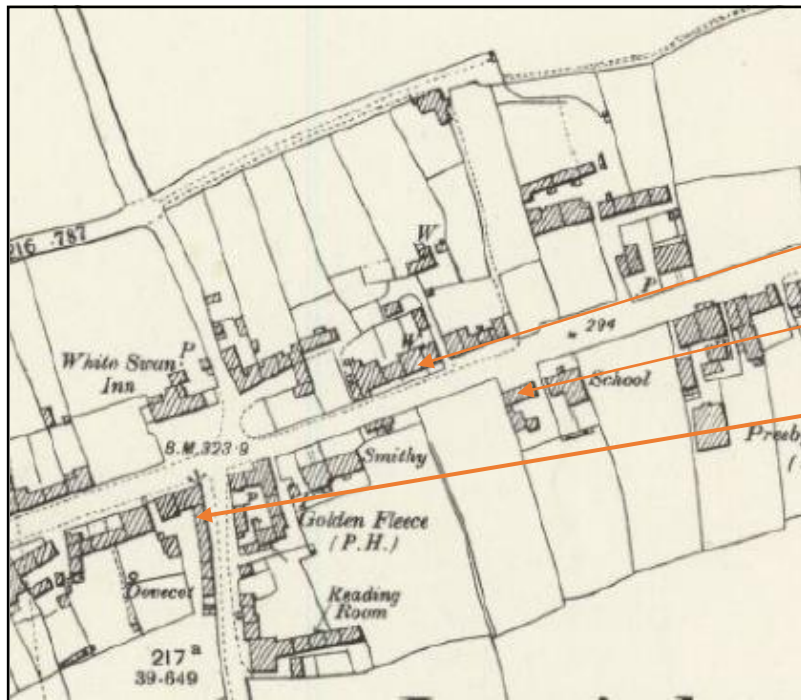 216 .787
W
P
294
White Swan
Inn
P
W
School
B.M. 323.9
Smithy
P
Golden Fleece
(P.H.)
Dovecot
Reading
Room
217ª
39.649